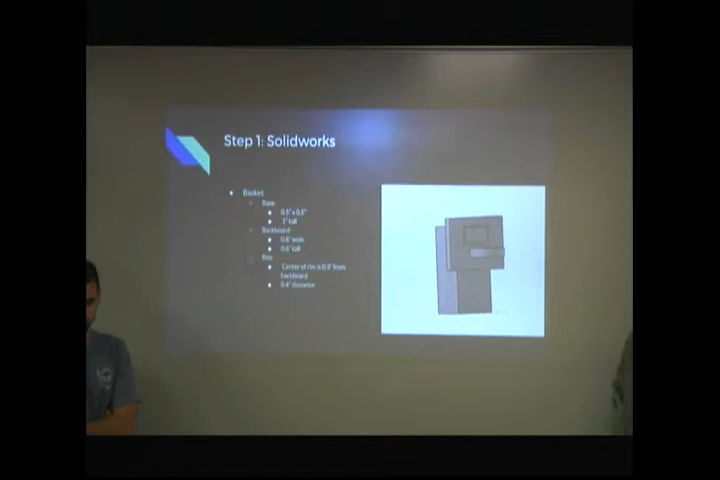 Step 1: Solidworks
Basket
Base
0.5" x 0.5"
1" tall
Backboard
0.8" wide
0.6" tall
Rim
Center of rim is 0.3" from
backboard
0.4" diameter